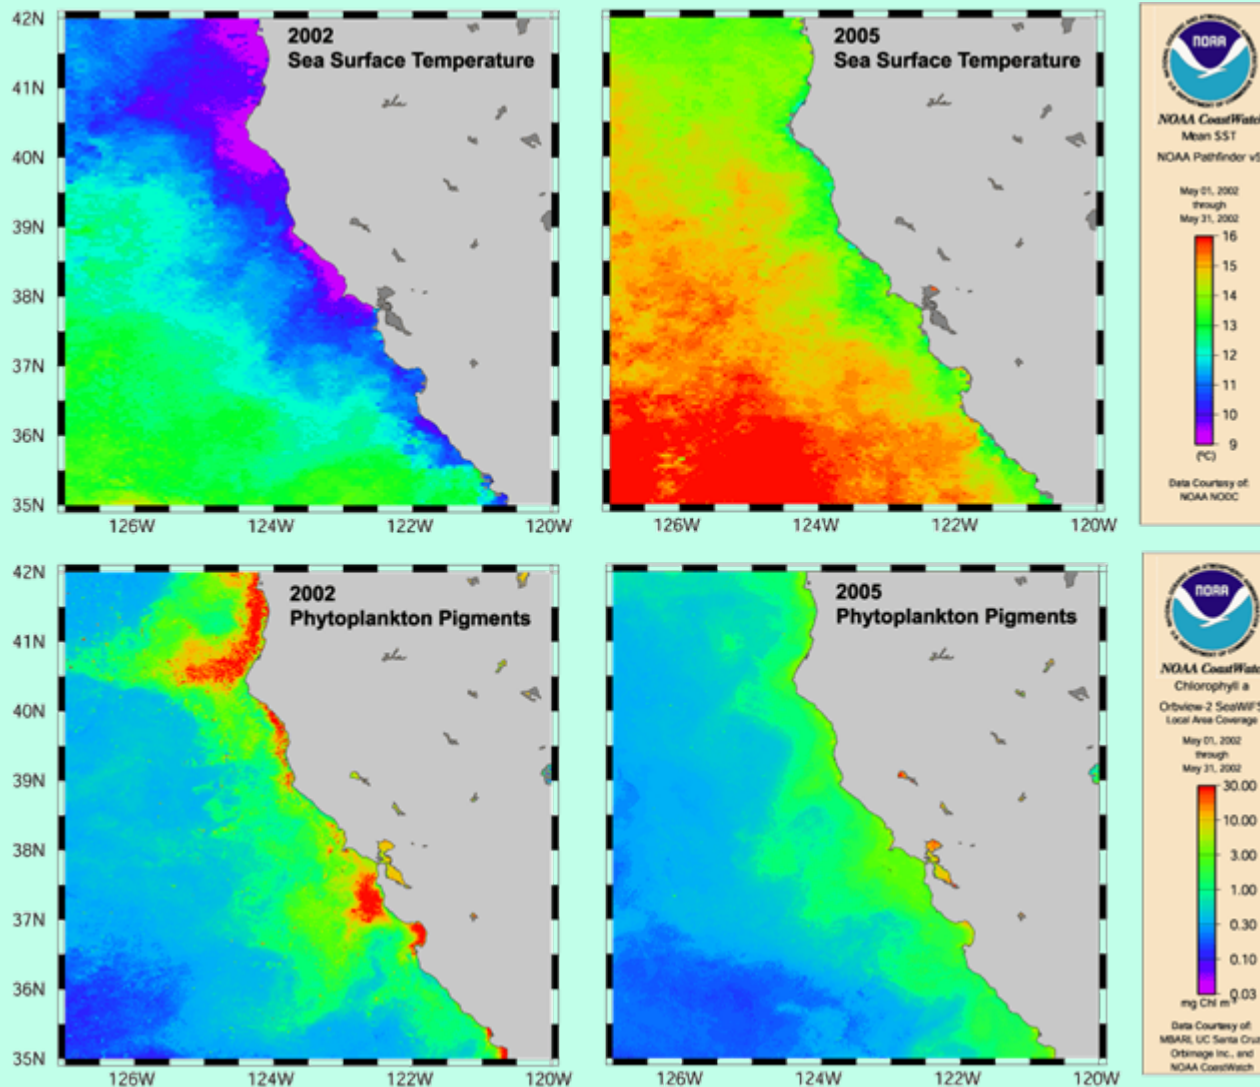 42N
41N
40N
39N
38N
37N
36N
35N
2002
Sea Surface Temperature
126W
124W
122W
120W
2005
Sea Surface Temperature
126W
124W
122W
120W
NOAA
NOAA CoastWatch
Mean SST
NOAA Pathfinder v5
May 01, 2002
through
May 31, 2002
16
15
14
13
12
11
10
9
(ºC)
Data Courtesy of:
NOAA NODC
42N
41N
40N
39N
38N
37N
36N
35N
2002
Phytoplankton Pigments
126W
124W
122W
120W
2005
Phytoplankton Pigments
126W
124W
122W
120W
NOAA
NOAA CoastWatc
Chlorophyll a
Orbview-2 SeaWiFS
Local Area Coverage
May 01, 2002
through
May 31, 2002
30.00
10.00
3.00
1.00
0.30
0.10
0.03
mg Chl m
Data Courtesy of:
MBARI, UC Santa Cruz
Orbimage Inc., and
NOAA CoastWatch